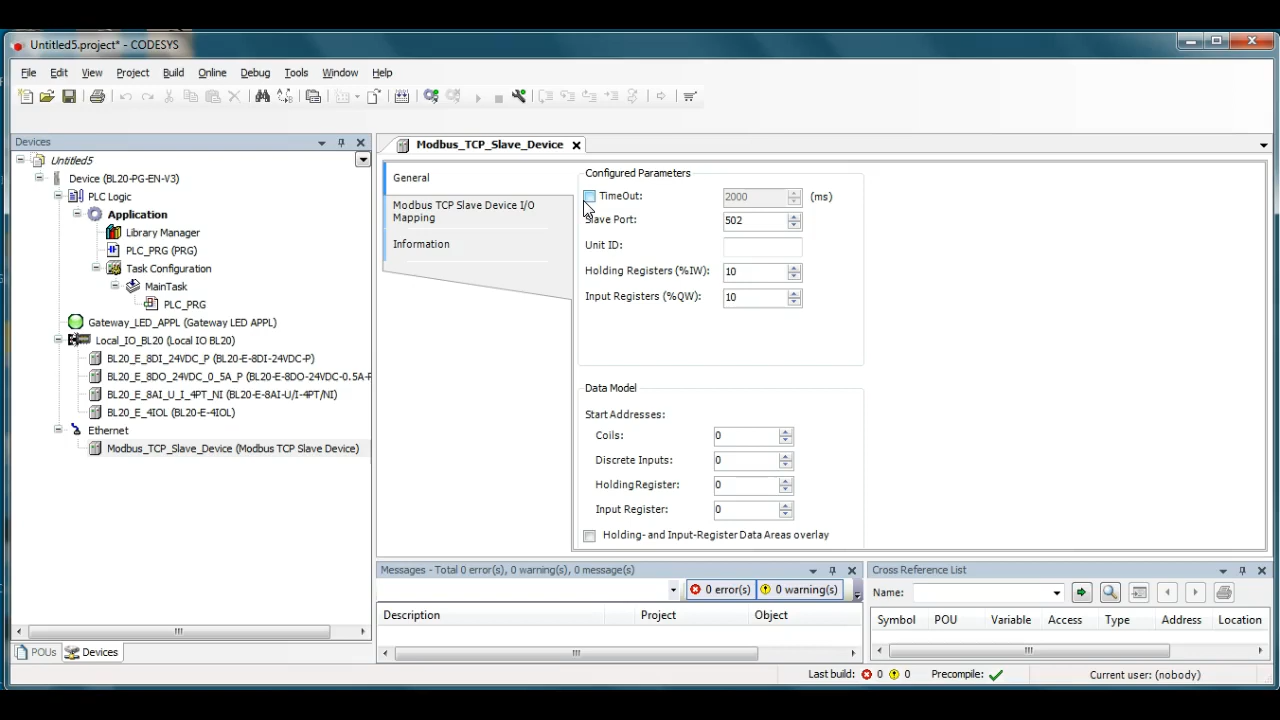 Untitled5.project* - CODESYS
File Edit View Project Build Online Debug Tools Window Help
Devices
Untitled5
Device (BL20-PG-EN-V3)
PLC Logic
Application
Library Manager
PLC_PRG (PRG)
Task Configuration
MainTask
PLC_PRG
Gateway_LED_APPL (Gateway LED APPL)
Local_IO_BL20 (Local IO BL20)
BL20_E_8DI_24VDC_P (BL20-E-8DI-24VDC-P)
BL20_E_8DO_24VDC_0_5A_P (BL20-E-8DO-24VDC-0.5A-P
BL20_E_8AI_U_I_4PT_NI (BL20-E-8AI-U/I-4PT/NI)
BL20_E_4IOL (BL20-E-4IOL)
Ethernet
Modbus_TCP_Slave_Device (Modbus TCP Slave Device)
POUs Devices
Modbus_TCP_Slave_Device
General
Modbus TCP Slave Device I/O
Mapping
Information
Configured Parameters
TimeOut: 2000 (ms)
Slave Port: 502
Unit ID:
Holding Registers (%IW): 10
Input Registers (%QW): 10
Data Model
Start Addresses:
Coils: 0
Discrete Inputs: 0
HoldingRegister: 0
Input Register: 0
Holding- and Input-Register Data Areas overlay
Messages - Total 0 error(s), 0 warning(s), 0 message(s)
0 error(s) 0 warning(s)
Description Project Object
Cross Reference List
Name:
Symbol POU Variable Access Type Address Location
Last build: 0 0 Precompile: Current user: (nobody)